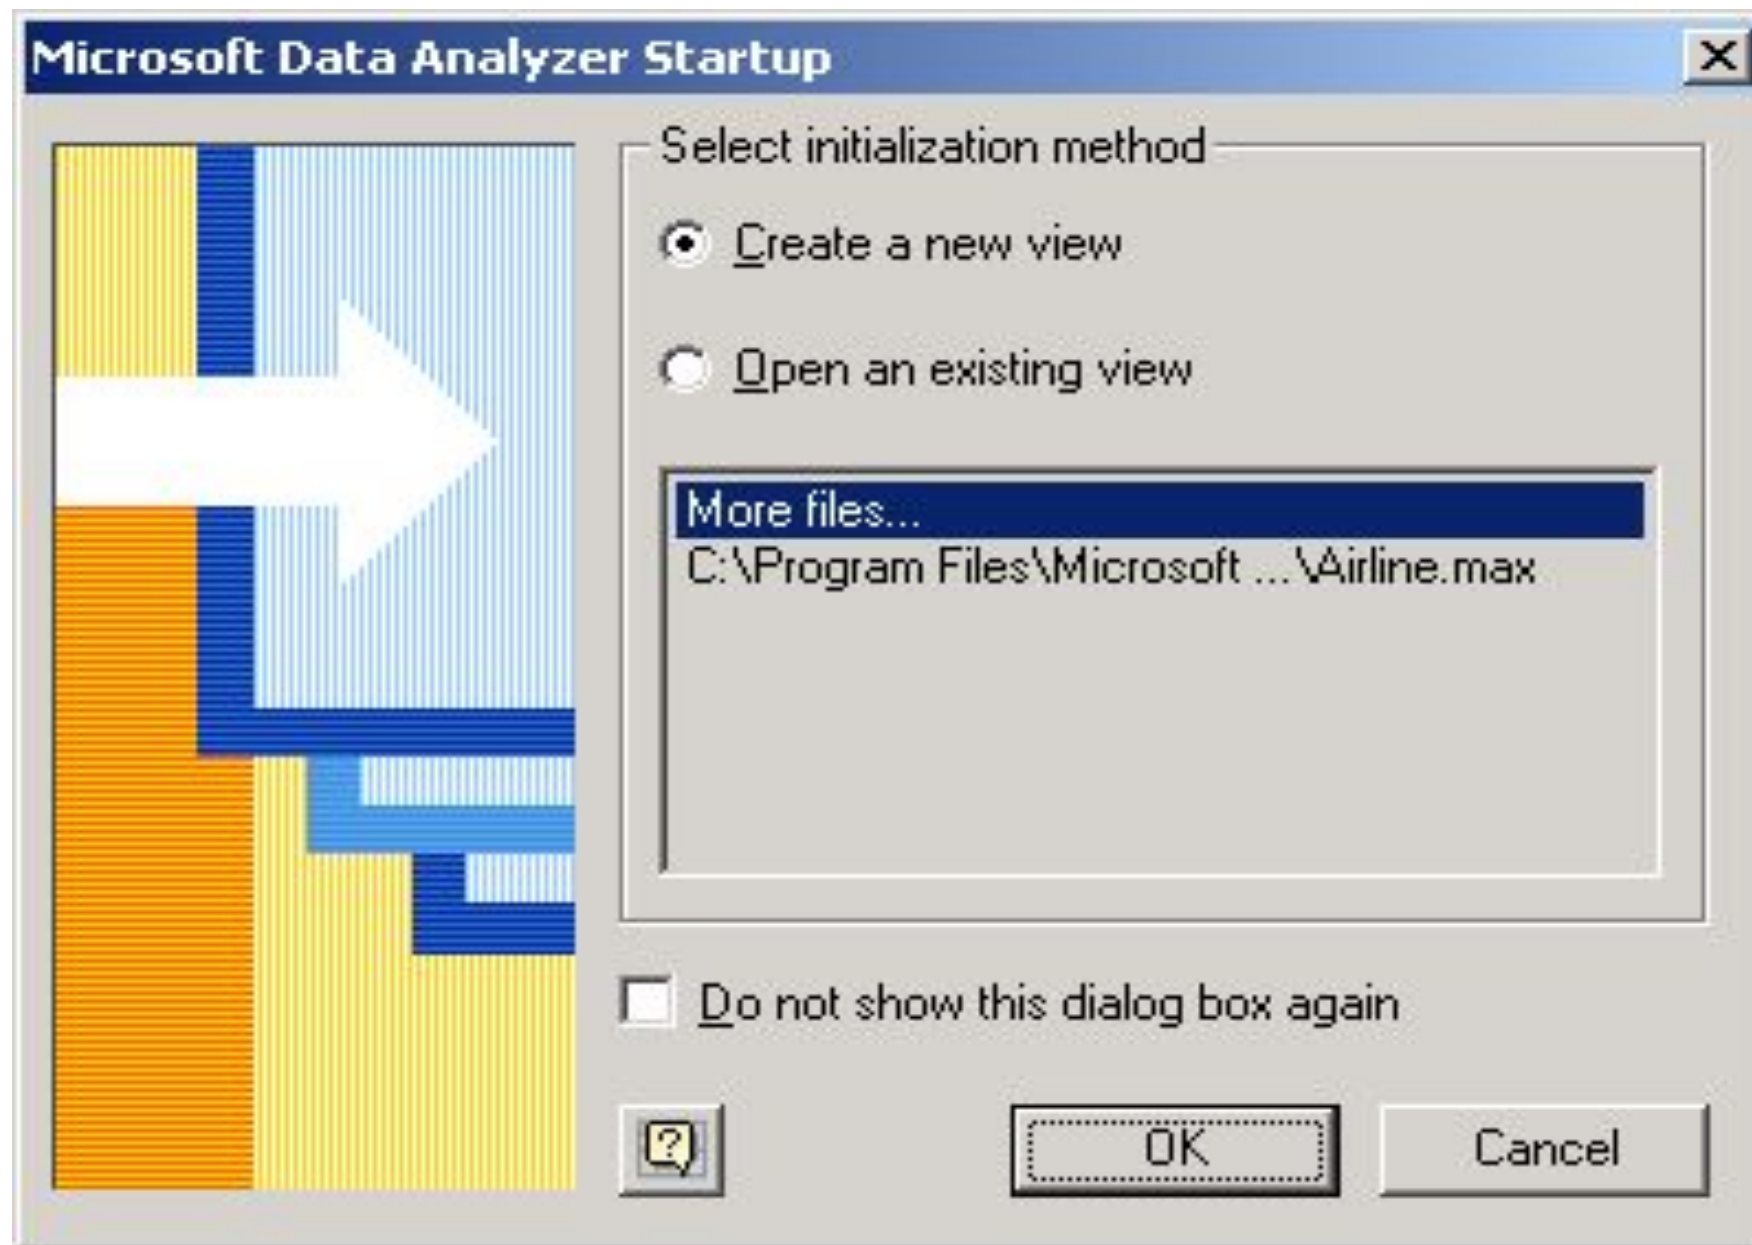 Microsoft Data Analyzer Startup
Select initialization method
Create a new view
Open an existing view
More files...
C:\Program Files\Microsoft ...\Airline.max
Do not show this dialog box again
?
OK
Cancel